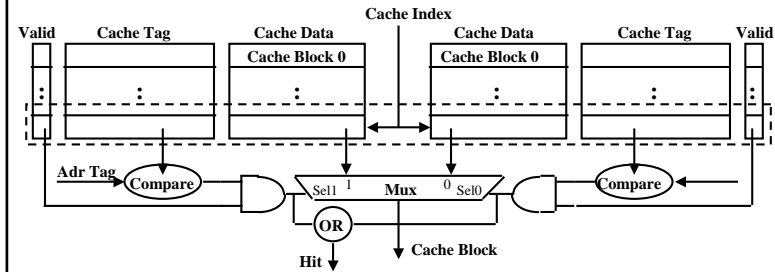 Cache Index
Valid Cache Tag Cache Data Cache Data Cache Tag Valid
Cache Block 0 Cache Block 0
: : : : : :
Adr Tag Compare Sel1 1 Mux 0 Sel0 Compare
OR
Cache Block
Hit